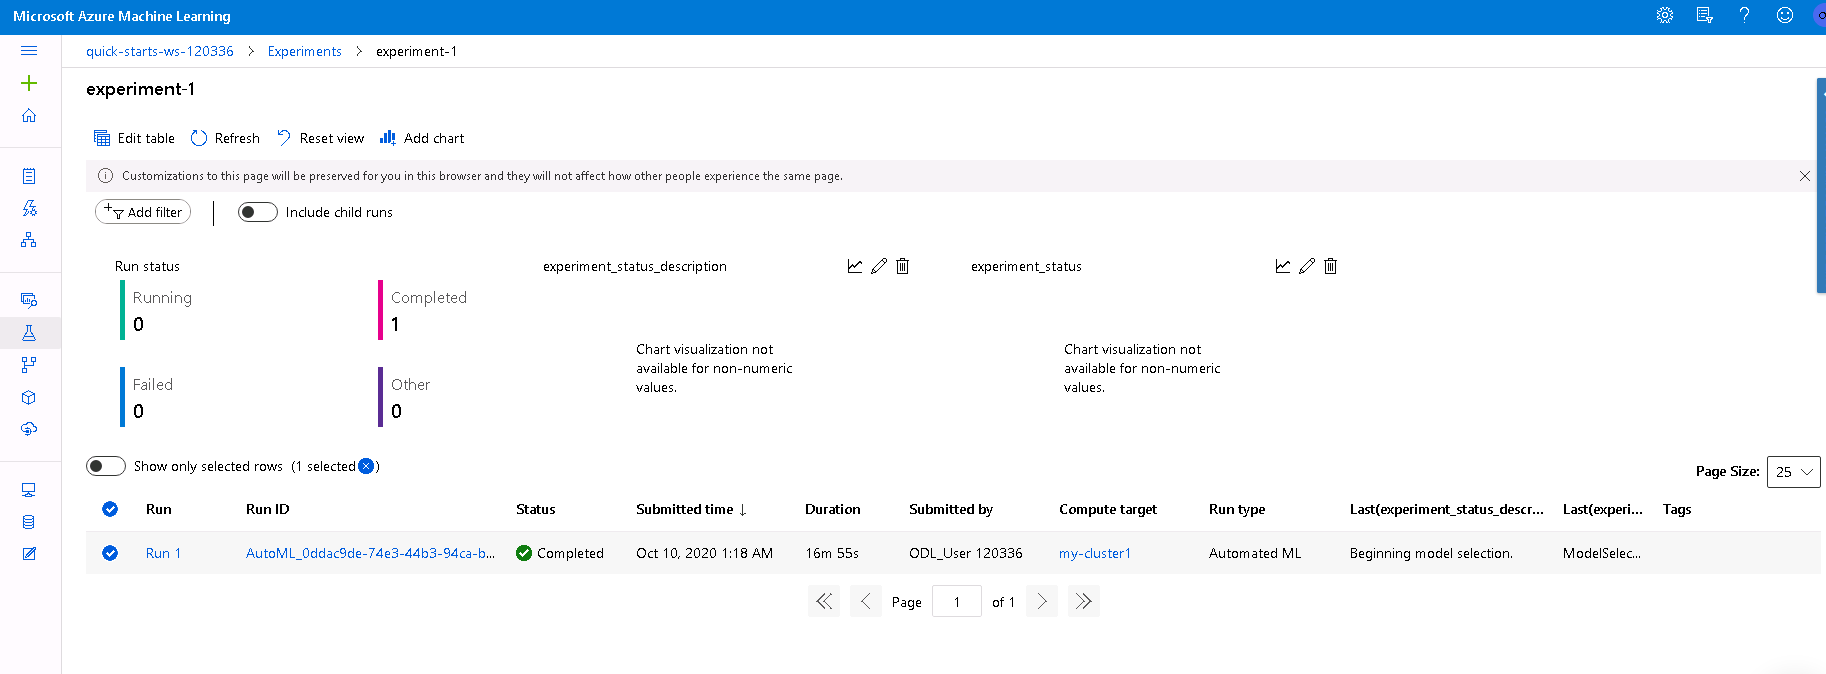 Microsoft Azure Machine Learning
quick-starts-ws-120336 > Experiments > experiment-1
experiment-1
Edit table Refresh Reset view Add chart
Customizations to this page will be preserved for you in this browser and they will not affect how other people experience the same page.
Add filter Include child runs
Run status
Running
0
Completed
1
Failed
0
Other
0
experiment_status_description
Chart visualization not
available for non-numeric
values.
experiment_status
Chart visualization not
available for non-numeric
values.
Show only selected rows (1 selected )
Page Size: 25
Run Run ID Status Submitted time ↓ Duration Submitted by Compute target Run type Last(experiment_status_descr... Last(experi... Tags
Run 1 AutoML_0ddac9de-74e3-44b3-94ca-b... Completed Oct 10, 2020 1:18 AM 16m 55s ODL_User 120336 my-cluster1 Automated ML Beginning model selection. ModelSelec...
Page 1 of 1